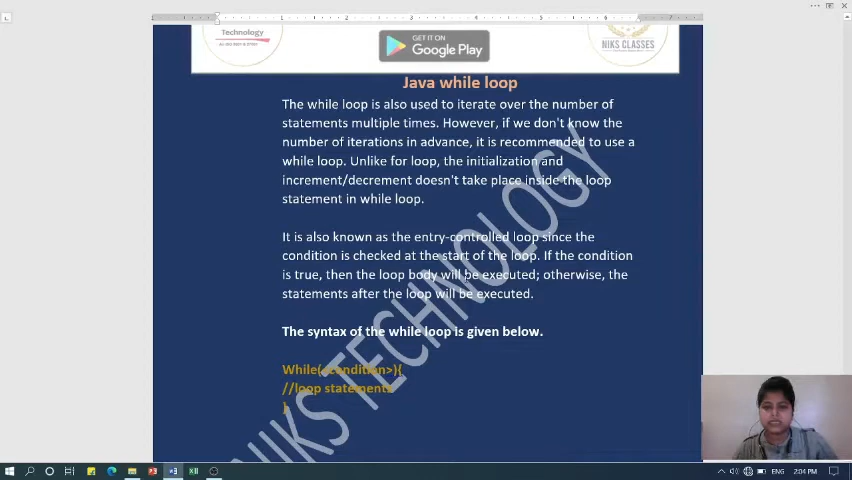 Technology
GET IT ON
Google Play
NIKS CLASSES
Java while loop
The while loop is also used to iterate over the number of
statements multiple times. However, if we don't know the
number of iterations in advance, it is recommended to use a
while loop. Unlike for loop, the initialization and
increment/decrement doesn't take place inside the loop
statement in while loop.
It is also known as the entry-controlled loop since the
condition is checked at the start of the loop. If the condition
is true, then the loop body will be executed; otherwise, the
statements after the loop will be executed.
The syntax of the while loop is given below.
While(<condition>){
//loop statements
}
NIKS TECHNOLOGY
ENG
2:04 PM